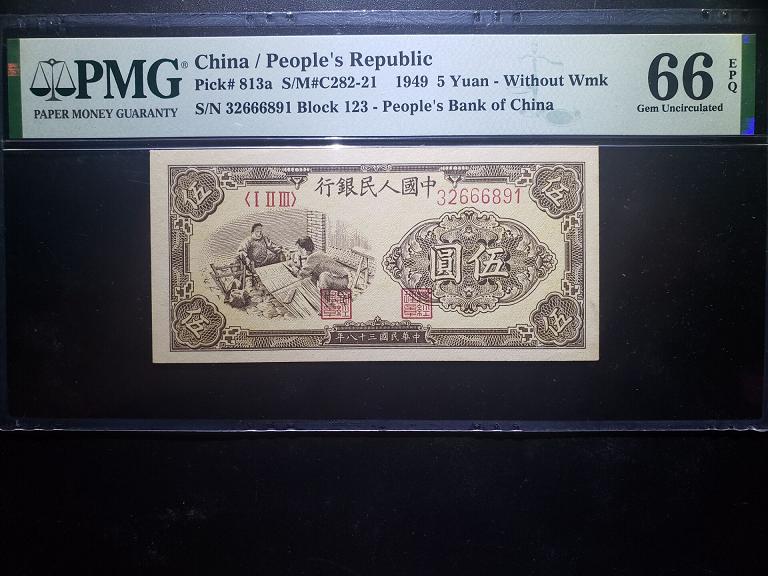 PMG®
PAPER MONEY GUARANTY
China / People's Republic
Pick# 813a S/M#C282-21 1949 5 Yuan - Without Wmk
S/N 32666891 Block 123 - People's Bank of China
66 EPQ
Gem Uncirculated
伍 伍
行銀民人國中
〈I II III〉 32666891
圓伍
年八十三國民華中
伍 伍